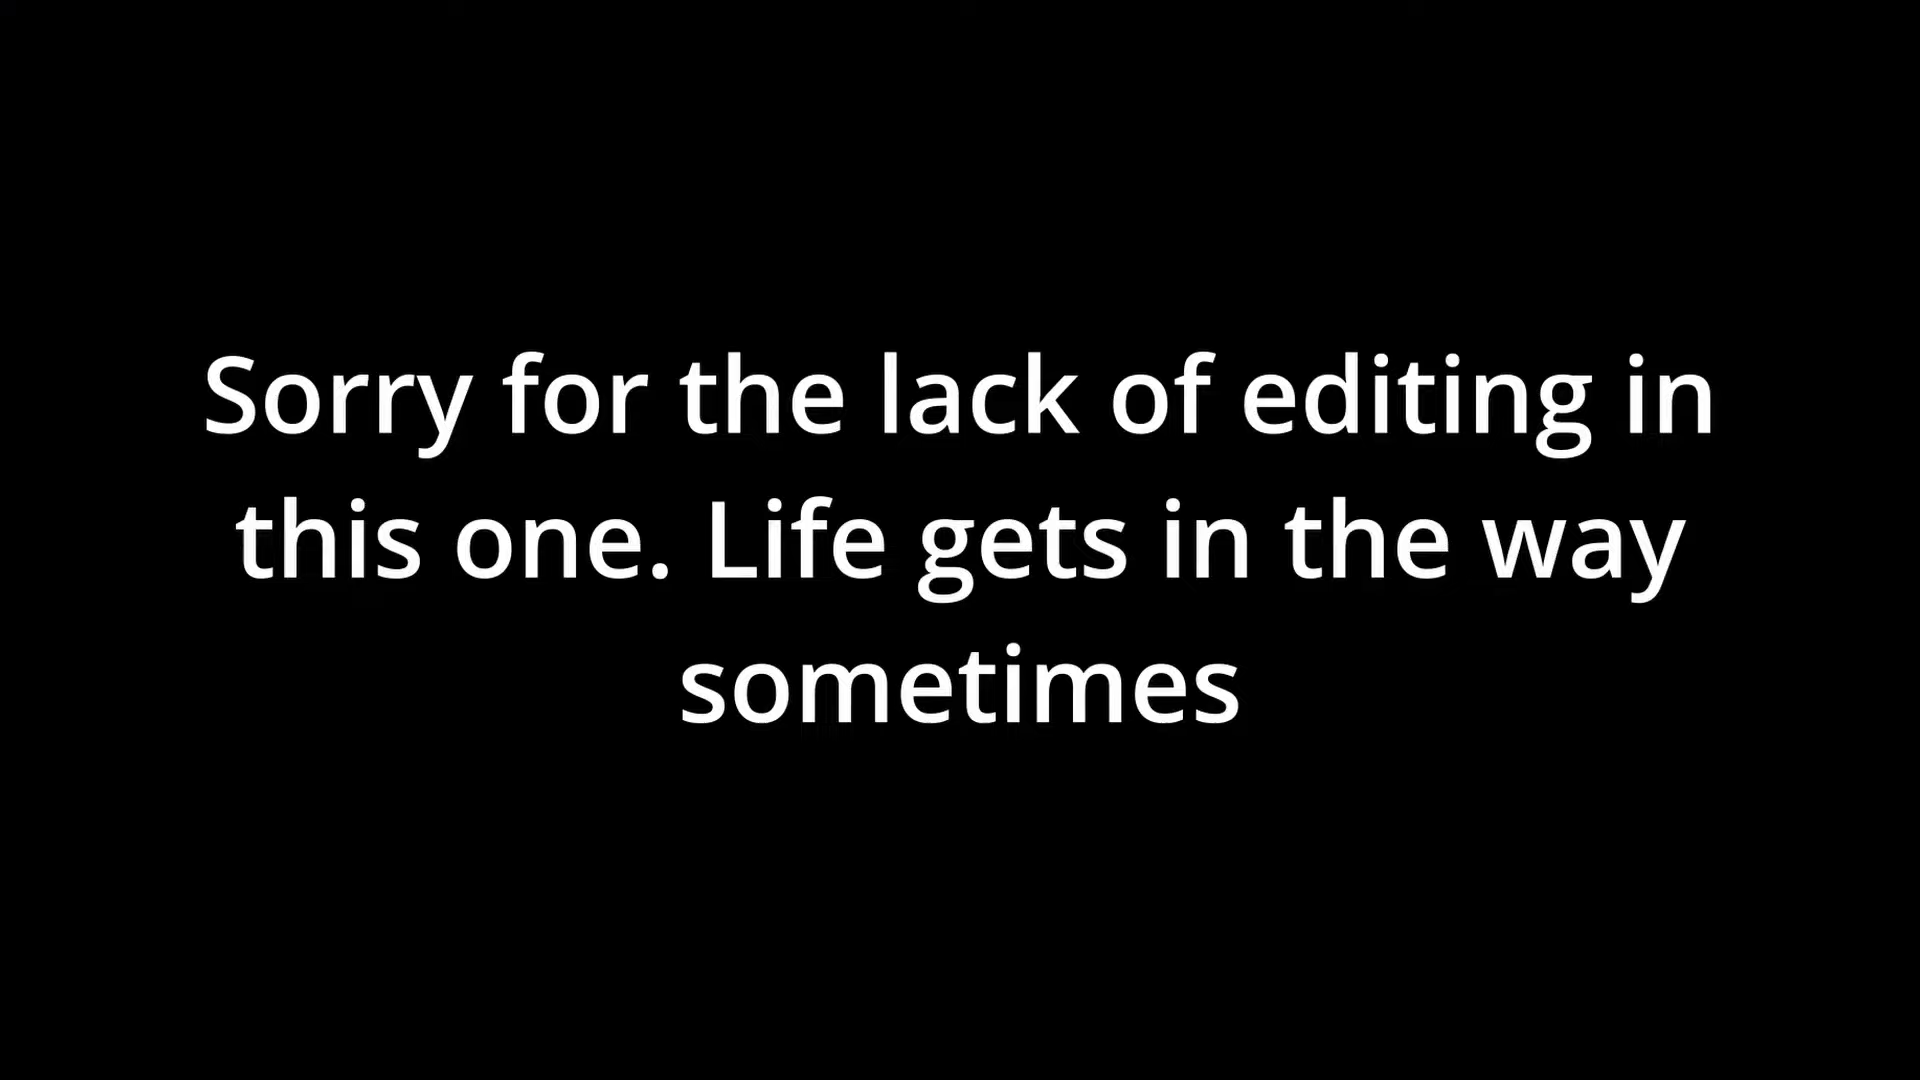 Sorry for the lack of editing in
this one. Life gets in the way
sometimes